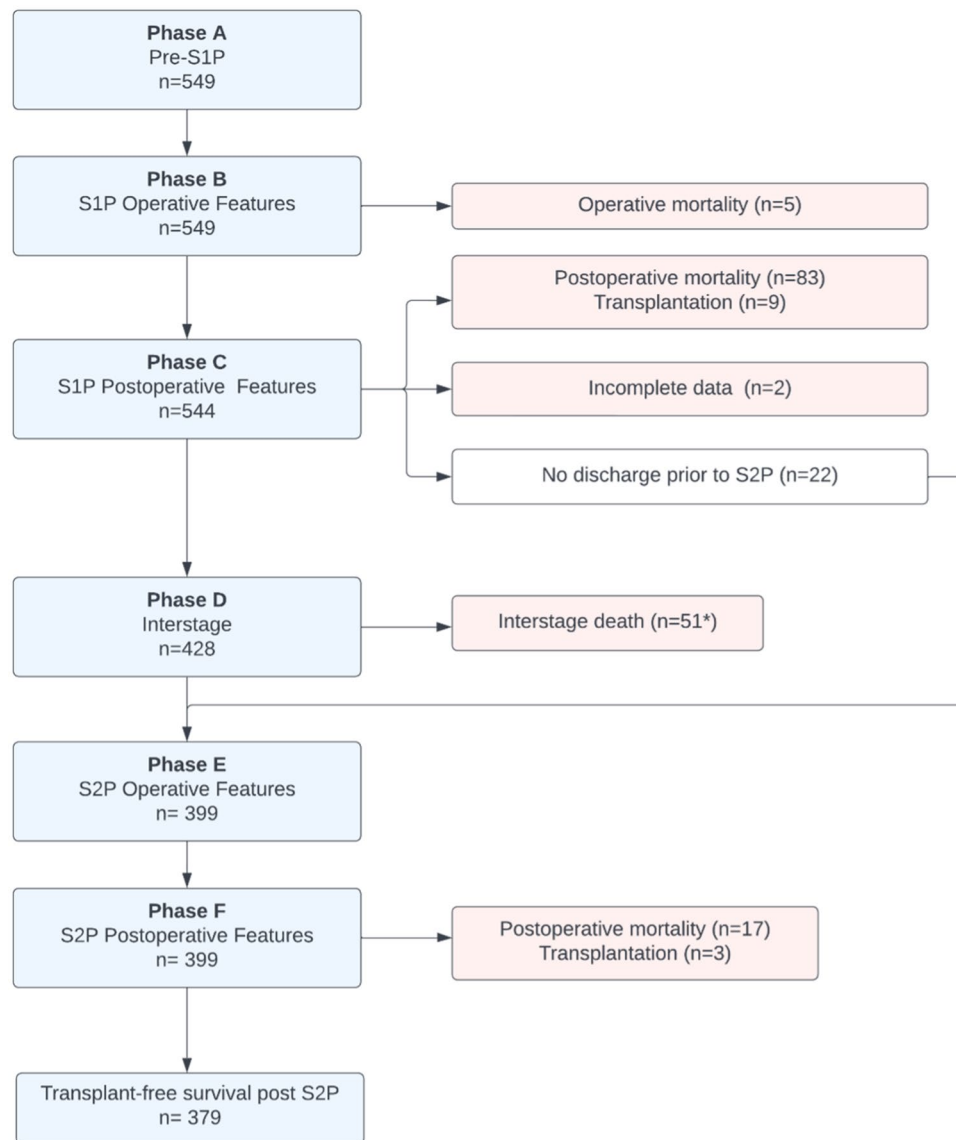 Phase A
Pre-S1P
n=549
Phase B
S1P Operative Features
n=549
Operative mortality (n=5)
Postoperative mortality (n=83)
Transplantation (n=9)
Phase C
S1P Postoperative  Features
n=544
Incomplete data  (n=2)
No discharge prior to S2P (n=22)
Phase D
Interstage
n=428
Interstage death (n=51*)
Phase E
S2P Operative Features
n= 399
Phase F
S2P Postoperative Features
n= 399
Postoperative mortality (n=17)
Transplantation (n=3)
Transplant-free survival post S2P
n= 379